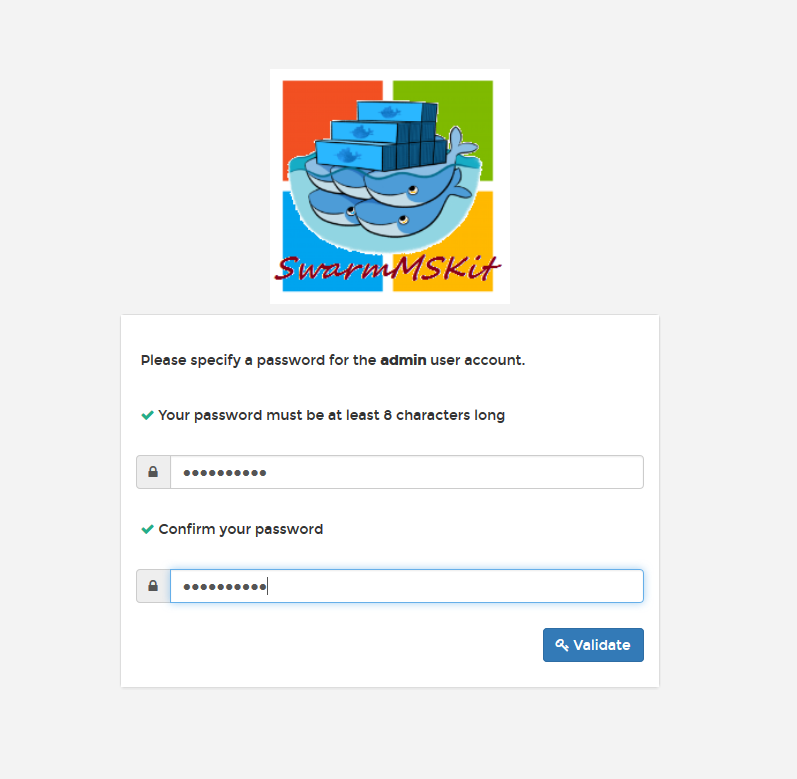 SwarmMSKit
Please specify a password for the admin user account.
Your password must be at least 8 characters long
••••••••••
Confirm your password
••••••••••
Validate